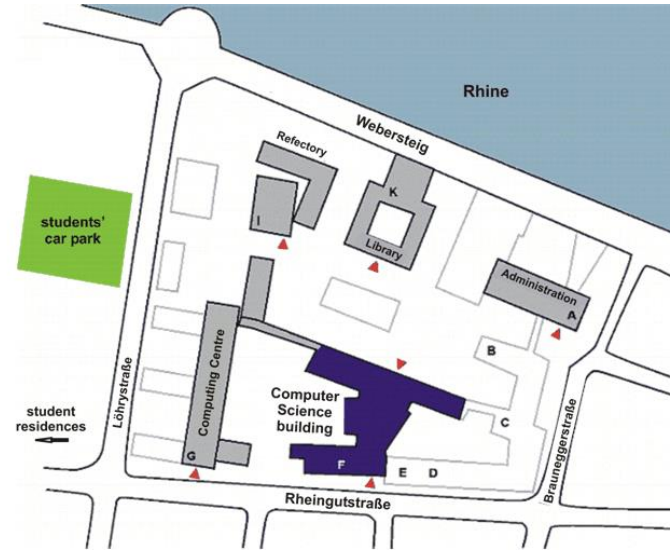 Rhine
Webersteig
Refectory
K
I
Library
students'
car park
Administration
A
B
Computing Centre
Computer
Science
building
C
Löhrystraße
student
residences
Brauneggerstraße
G
F
E
D
Rheingutstraße